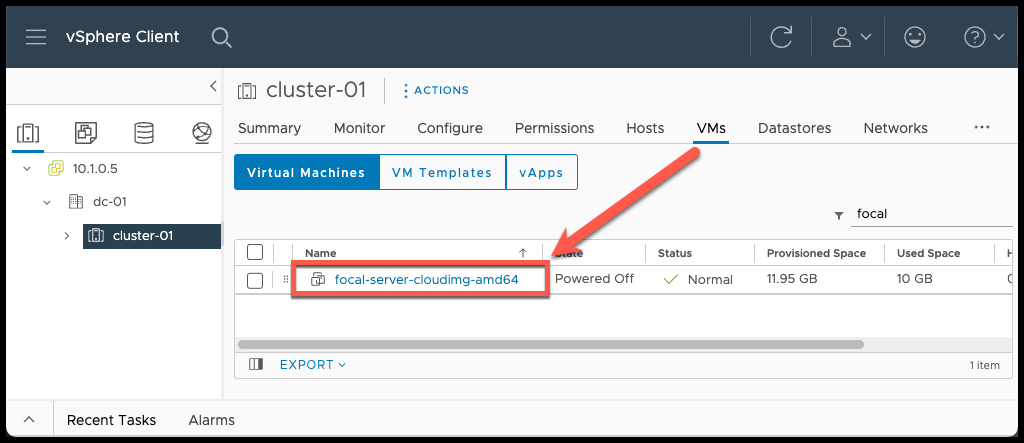 vSphere Client
cluster-01
ACTIONS
Summary Monitor Configure Permissions Hosts VMs Datastores Networks
10.1.0.5
dc-01
cluster-01
Virtual Machines VM Templates vApps
focal
Name State Status Provisioned Space Used Space H
focal-server-cloudimg-amd64 Powered Off Normal 11.95 GB 10 GB
EXPORT 1 item
Recent Tasks Alarms